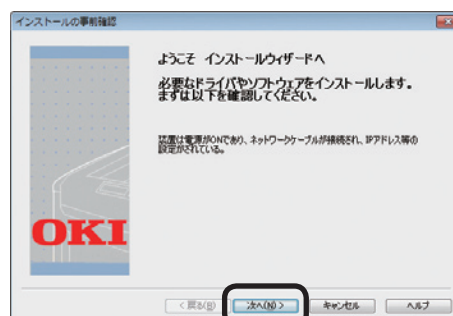 インストールの事前確認
ようこそ インストールウィザードへ
必要なドライバやソフトウェアをインストールします。
まずは以下を確認してください。
装置は電源がONであり、ネットワークケーブルが接続され、IPアドレス等の
設定がされている。
OKI
< 戻る(B)
次へ(N) >
キャンセル
ヘルプ